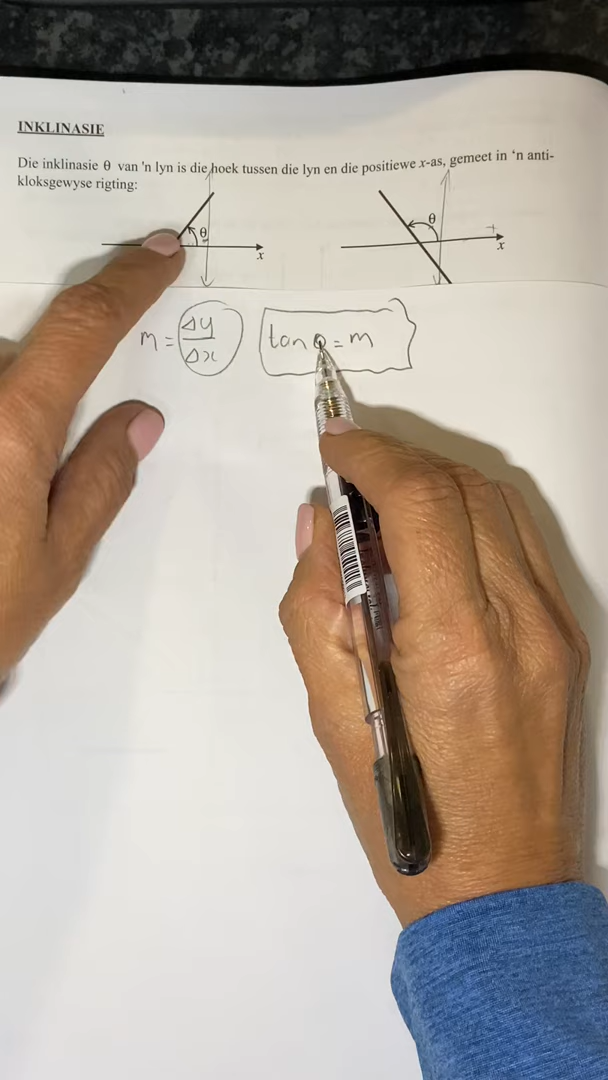 INKLINASIE
Die inklinasie θ van 'n lyn is die hoek tussen die lyn en die positiewe x-as, gemeet in ‘n anti-
kloksgewyse rigting:
θ
x
θ
+
x
m = Δy/Δx
tan θ = m